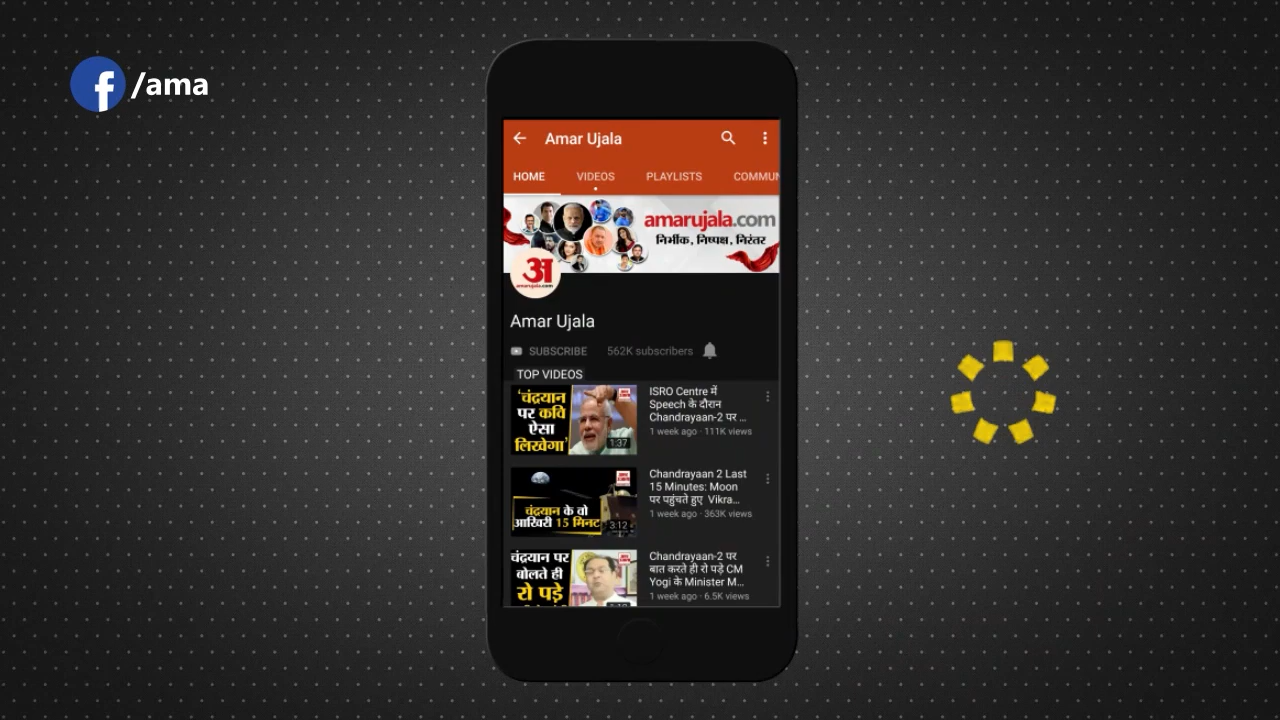 /ama
Amar Ujala
HOME VIDEOS PLAYLISTS COMMUN
amarujala.com
निर्भीक, निष्पक्ष, निरंतर
अ
amarujala.com
Amar Ujala
SUBSCRIBE 562K subscribers
TOP VIDEOS
'चंद्रयान
पर कवि
ऐसा
लिखेगा'
1:37
ISRO Centre में
Speech के दौरान
Chandrayaan-2 पर ...
1 week ago · 111K views
चंद्रयान के वो
आखिरी 15 मिनट
3:12
Chandrayaan 2 Last
15 Minutes: Moon
पर पहुंचते हुए Vikra...
1 week ago · 363K views
चंद्रयान पर
बोलते ही
रो पड़े
Chandrayaan-2 पर
बात करते ही रो पड़े CM
Yogi के Minister M...
1 week ago · 6.5K views